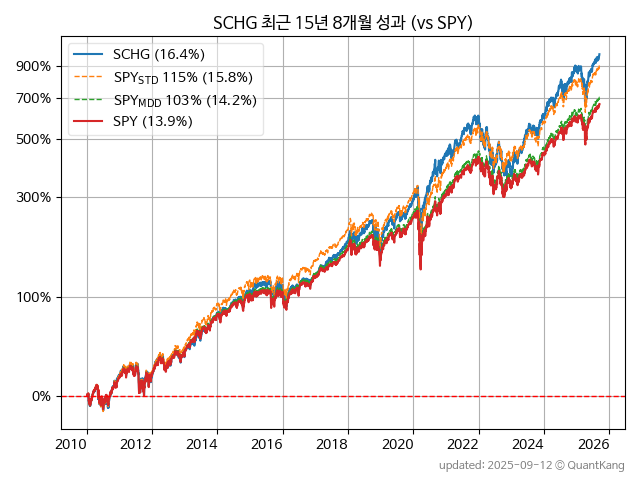 SCHG 최근 15년 8개월 성과 (vs SPY)
SCHG (16.4%)
SPYSTD 115% (15.8%)
SPYMDD 103% (14.2%)
SPY (13.9%)
900%
700%
500%
300%
100%
0%
2010 2012 2014 2016 2018 2020 2022 2024 2026
updated: 2025-09-12 © QuantKang